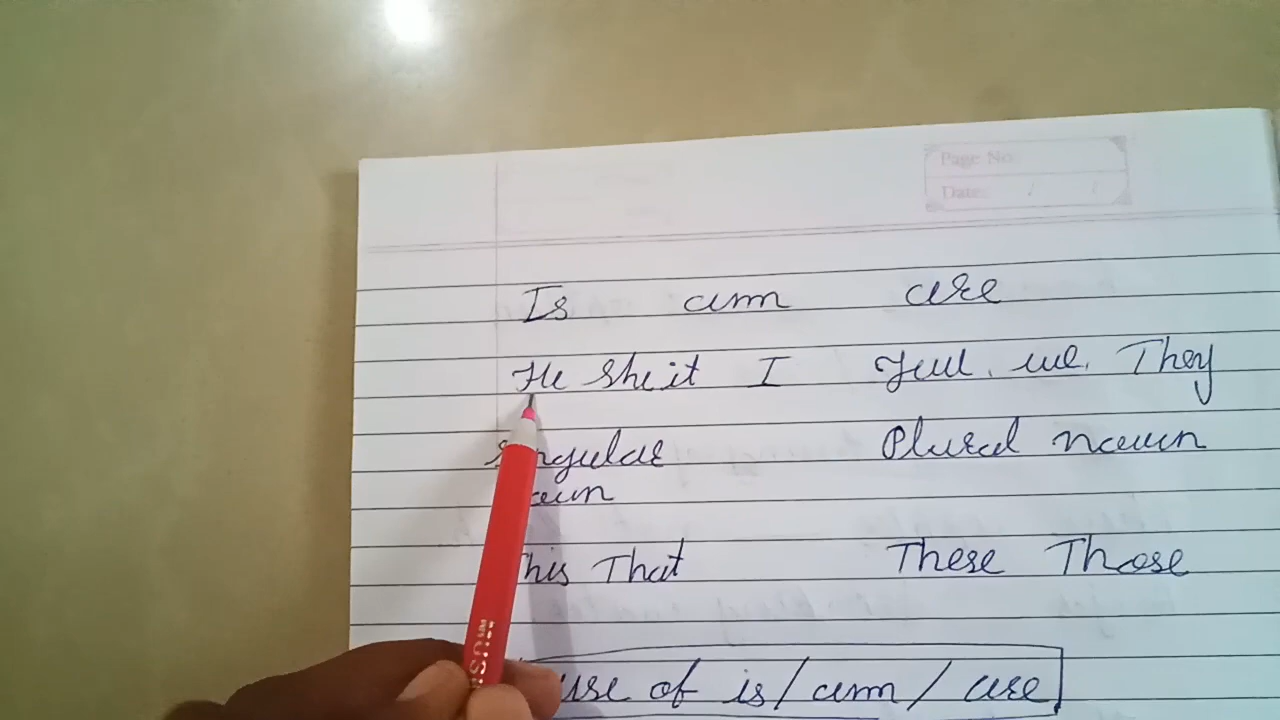 Page No.
Date: / /
Is am are
He She it I You, we, They
Singular Plural noun
noun
This That These Those
use of is/am/are